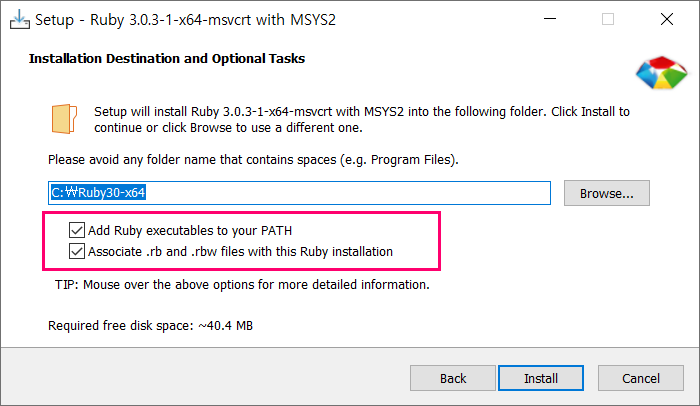 Setup - Ruby 3.0.3-1-x64-msvcrt with MSYS2
Installation Destination and Optional Tasks
Setup will install Ruby 3.0.3-1-x64-msvcrt with MSYS2 into the following folder. Click Install to
continue or click Browse to use a different one.
Please avoid any folder name that contains spaces (e.g. Program Files).
C:₩Ruby30-x64
Browse...
Add Ruby executables to your PATH
Associate .rb and .rbw files with this Ruby installation
TIP: Mouse over the above options for more detailed information.
Required free disk space: ~40.4 MB
Back
Install
Cancel